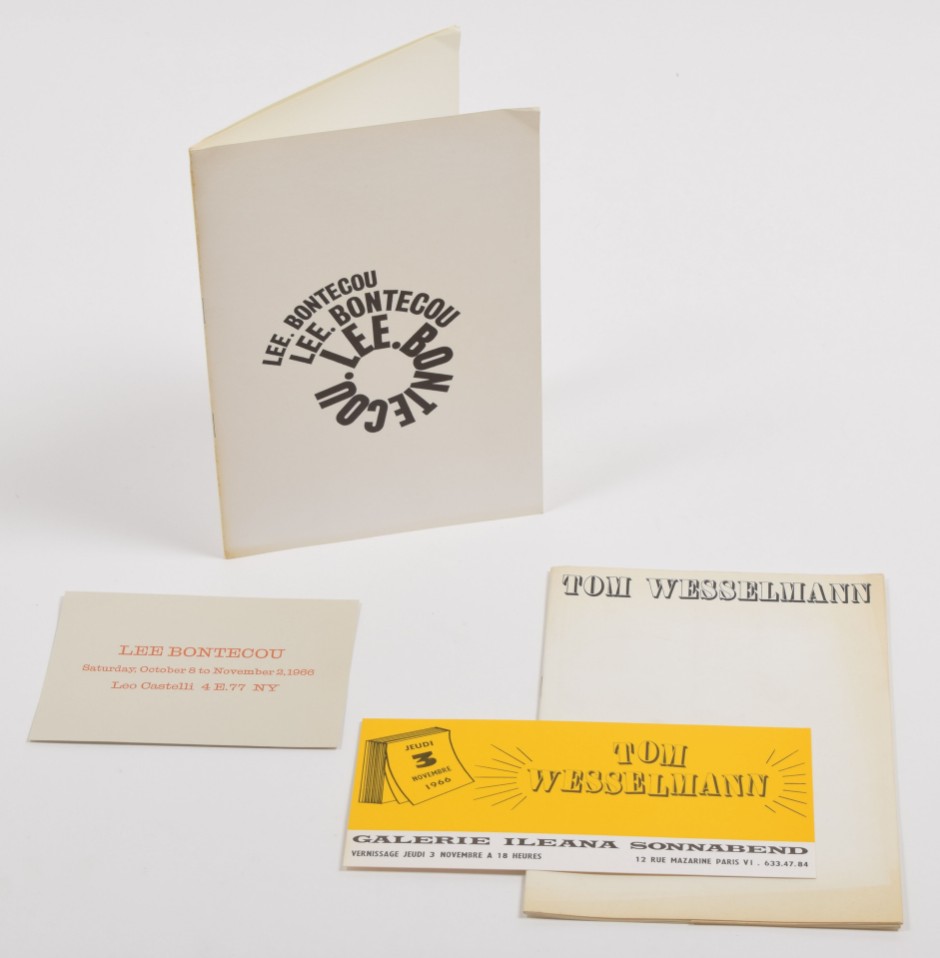 LEE. BONTECOU
LEE. BONTECOU
LEE. BONTECOU.
LEE BONTECOU
Saturday, October 8 to November 2, 1966
Leo Castelli 4 E.77 NY
TOM WESSELMANN
JEUDI
3
NOVEMBRE
1966
TOM
WESSELMANN
GALERIE ILEANA SONNABEND
VERNISSAGE JEUDI 3 NOVEMBRE A 18 HEURES
12 RUE MAZARINE PARIS VI . 633.47.84